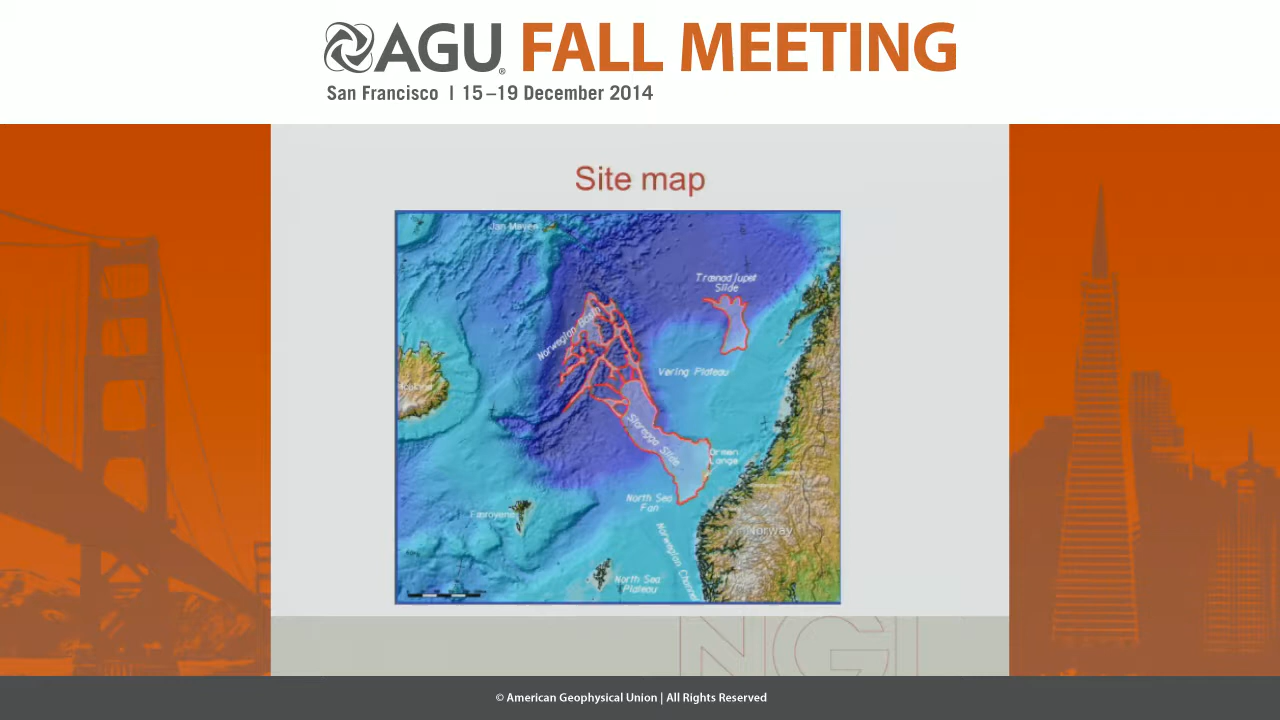 AGU FALL MEETING
San Francisco | 15–19 December 2014
Site map
Jan Mayen
Trænadjupet
Slide
Norwegian Basin
Vøring Plateau
Storegga Slide
Ormen
Lange
North Sea
Fan
Færøyene
Norway
Norwegian Channel
North Sea
Plateau
NGI
© American Geophysical Union | All Rights Reserved